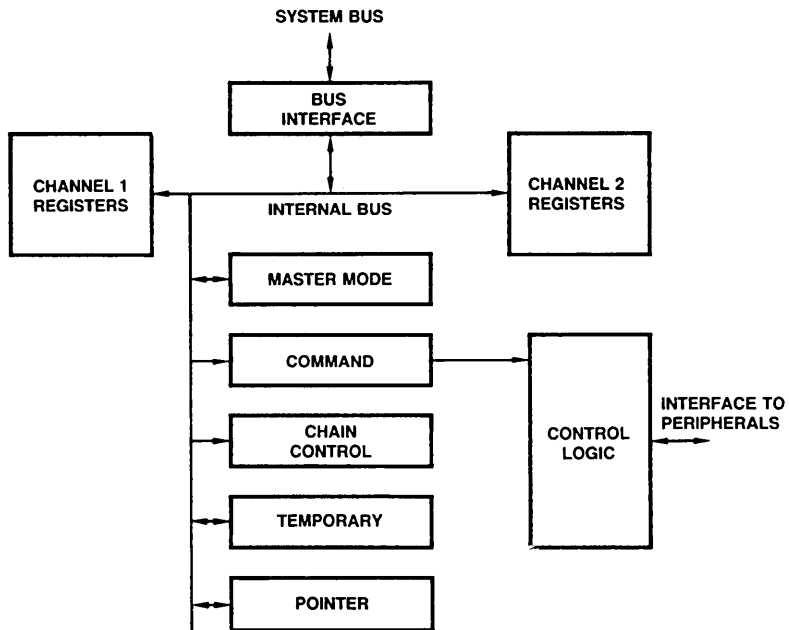 SYSTEM BUS
BUS
INTERFACE
CHANNEL 1
REGISTERS
CHANNEL 2
REGISTERS
INTERNAL BUS
MASTER MODE
COMMAND
CHAIN
CONTROL
CONTROL
LOGIC
INTERFACE TO
PERIPHERALS
TEMPORARY
POINTER